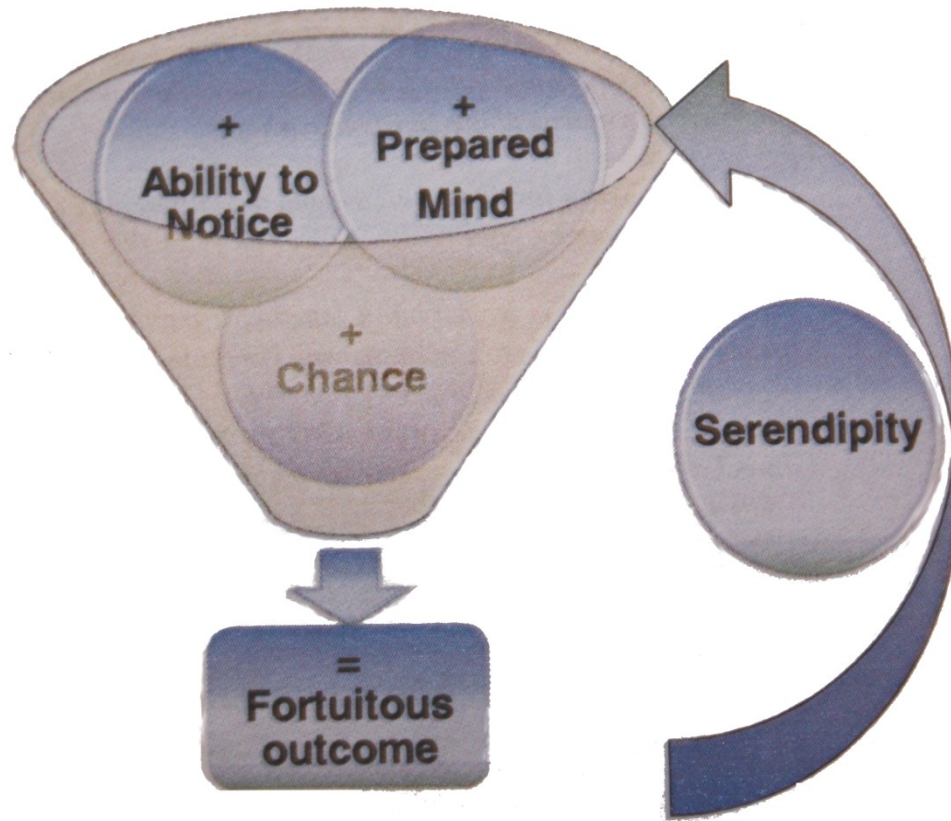 +
Ability to
Notice
+
Prepared
Mind
+
Chance
=
Fortuitous
outcome
Serendipity